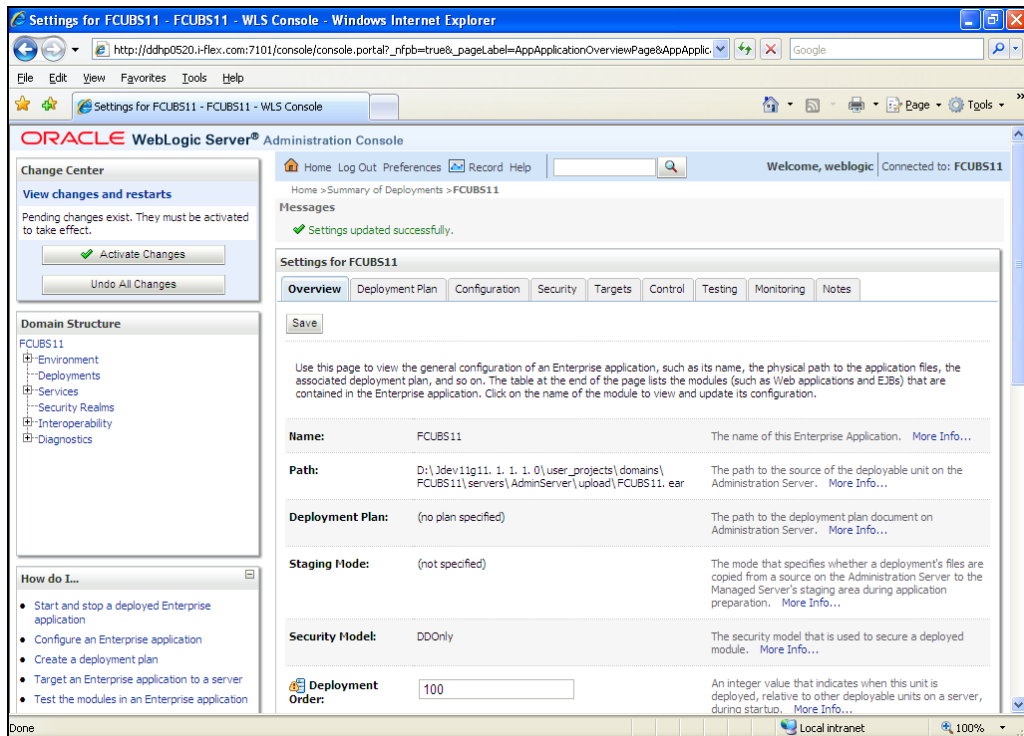 Settings for FCUBS11 - FCUBS11 - WLS Console - Windows Internet Explorer
http://ddhp0520.i-flex.com:7101/console/console.portal?_nfpb=true&_pageLabel=AppApplicationOverviewPage&AppApplic
Google
File Edit View Favorites Tools Help
Settings for FCUBS11 - FCUBS11 - WLS Console
Page Tools
ORACLE WebLogic Server® Administration Console
Change Center
View changes and restarts
Pending changes exist. They must be activated
to take effect.
Activate Changes
Undo All Changes
Domain Structure
FCUBS11
Environment
Deployments
Services
Security Realms
Interoperability
Diagnostics
How do I...
Start and stop a deployed Enterprise
application
Configure an Enterprise application
Create a deployment plan
Target an Enterprise application to a server
Test the modules in an Enterprise application
Home Log Out Preferences Record Help
Welcome, weblogic Connected to: FCUBS11
Home >Summary of Deployments >FCUBS11
Messages
Settings updated successfully.
Settings for FCUBS11
Overview Deployment Plan Configuration Security Targets Control Testing Monitoring Notes
Save
Use this page to view the general configuration of an Enterprise application, such as its name, the physical path to the application files, the
associated deployment plan, and so on. The table at the end of the page lists the modules (such as Web applications and EJBs) that are
contained in the Enterprise application. Click on the name of the module to view and update its configuration.
Name: FCUBS11 The name of this Enterprise Application. More Info...
Path: D:\Jdev11g11. 1. 1. 1. 0\user_projects\domains\ The path to the source of the deployable unit on the
FCUBS11\servers\AdminServer\upload\FCUBS11. ear Administration Server. More Info...
Deployment Plan: (no plan specified) The path to the deployment plan document on
Administration Server. More Info...
Staging Mode: (not specified) The mode that specifies whether a deployment's files are
copied from a source on the Administration Server to the
Managed Server's staging area during application
preparation. More Info...
Security Model: DDOnly The security model that is used to secure a deployed
module. More Info...
Deployment 100 An integer value that indicates when this unit is
Order: deployed, relative to other deployable units on a server,
during startup. More Info...
Done Local intranet 100%